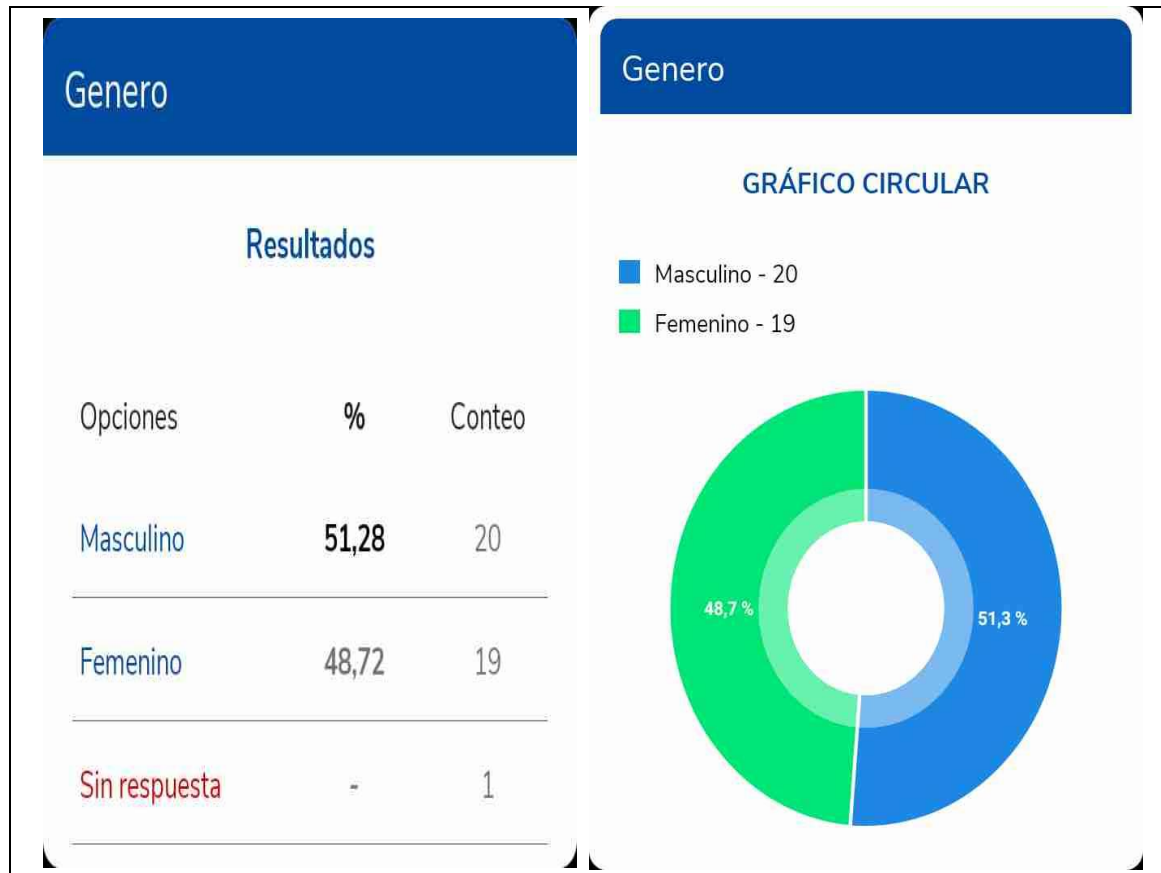 Genero
Resultados
Opciones % Conteo
Masculino 51,28 20
Femenino 48,72 19
Sin respuesta - 1
Genero
GRÁFICO CIRCULAR
Masculino - 20
Femenino - 19
48,7 %
51,3 %